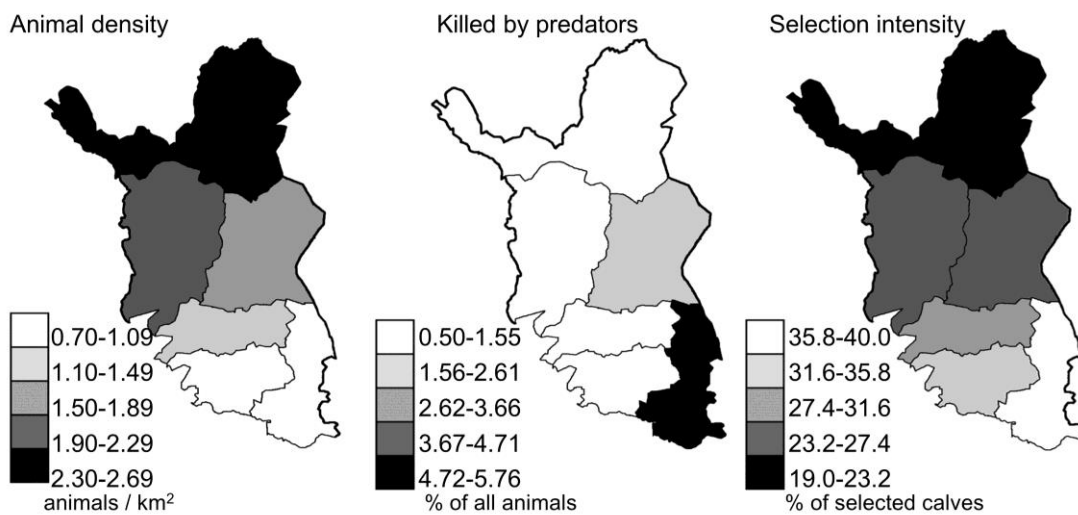 Animal density
Killed by predators
Selection intensity
0.70-1.09
1.10-1.49
1.50-1.89
1.90-2.29
2.30-2.69
animals / km²
0.50-1.55
1.56-2.61
2.62-3.66
3.67-4.71
4.72-5.76
% of all animals
35.8-40.0
31.6-35.8
27.4-31.6
23.2-27.4
19.0-23.2
% of selected calves